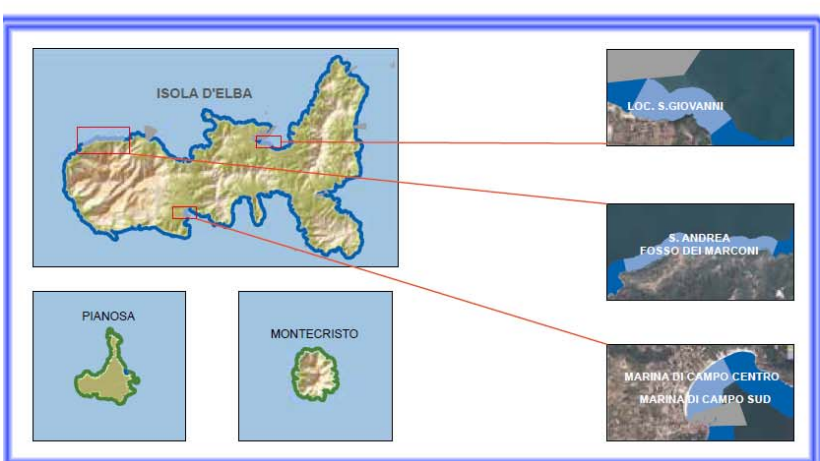 ISOLA D'ELBA
LOC. S.GIOVANNI
S. ANDREA
FOSSO DEI MARCONI
PIANOSA
MONTECRISTO
MARINA DI CAMPO CENTRO
MARINA DI CAMPO SUD